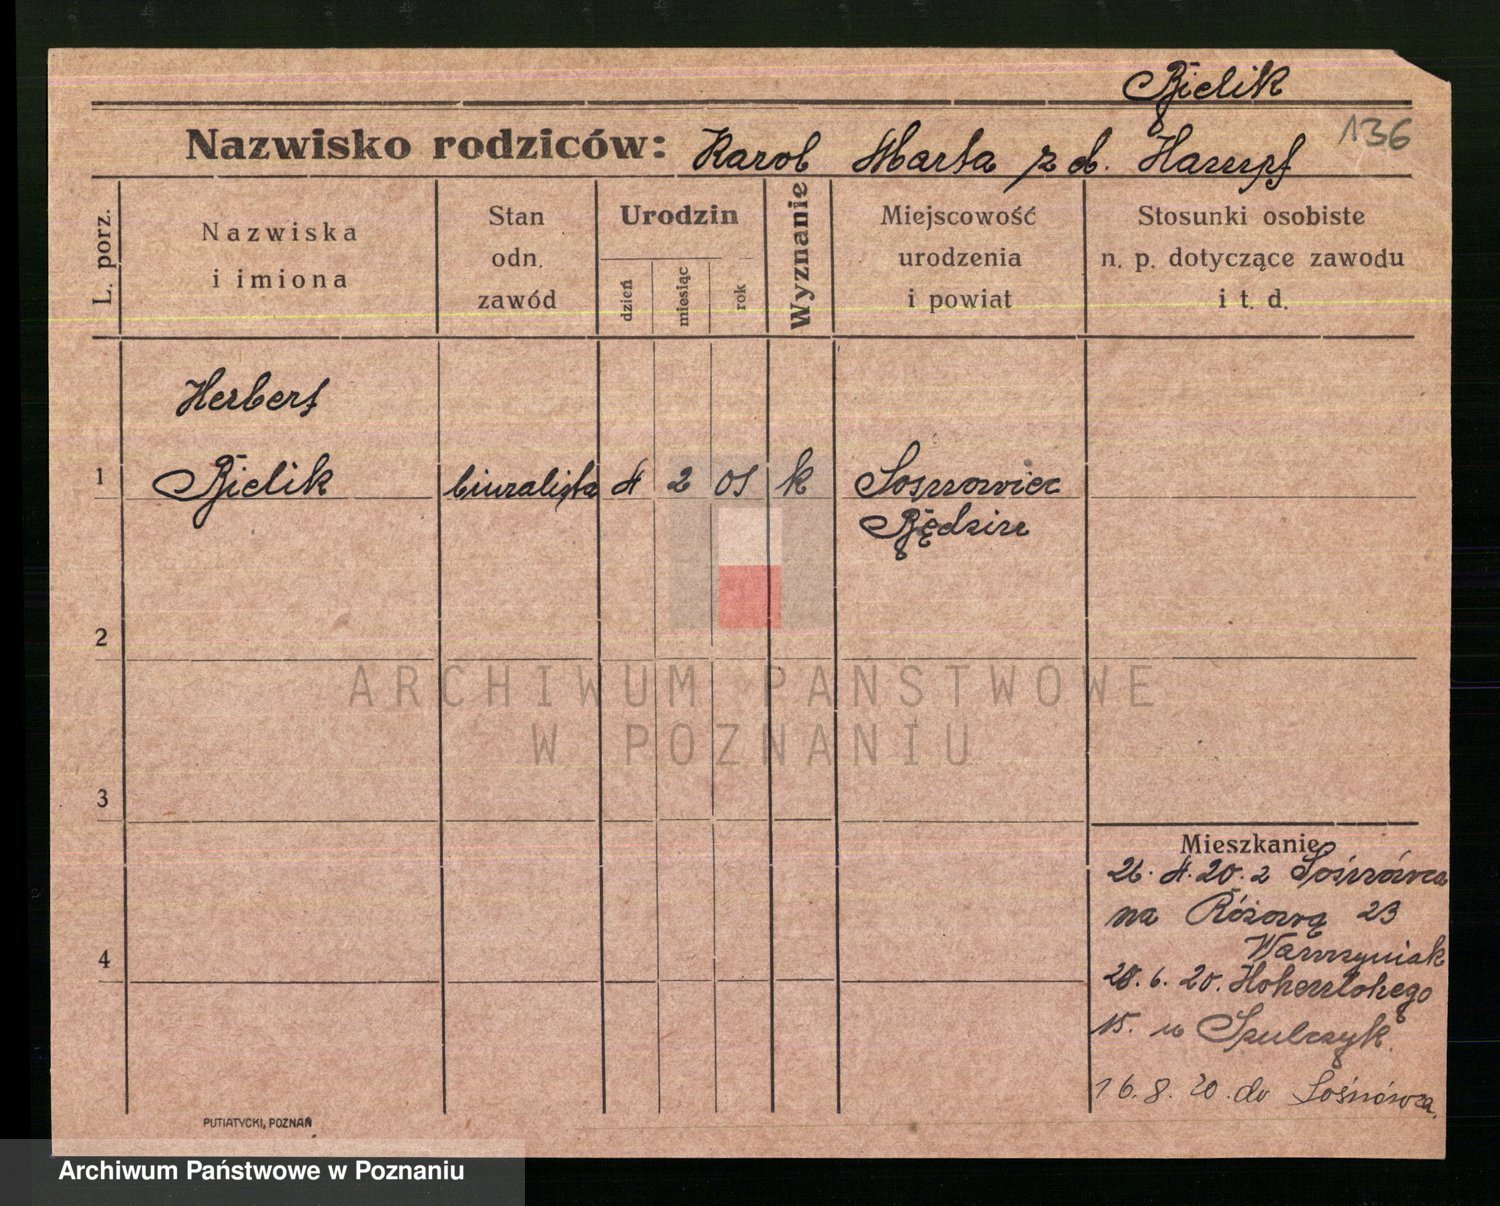 Bielik
136
Nazwisko rodziców: Karol Marta z d. Hampf
L. porz.
Nazwiska
i imiona
Stan
odn.
zawód
Urodzin
dzień
miesiąc
rok
Wyznanie
Miejscowość
urodzenia
i powiat
Stosunki osobiste
n. p. dotyczące zawodu
i t. d.
Herbert
1 Bielik biuralista 4 2 01 k Sosnowiec
Będzin
2
ARCHIWUM PAŃSTWOWE
W POZNANIU
3
Mieszkanie
26. 4. 20. z Sosnówca
na Różową 23
4
Wawrzyniak
28. 6. 20. Hohenlohego
15. u Szulczyk
16. 8. 20. do Sosnówca.
PUTIATYCKI, POZNAŃ
Archiwum Państwowe w Poznaniu